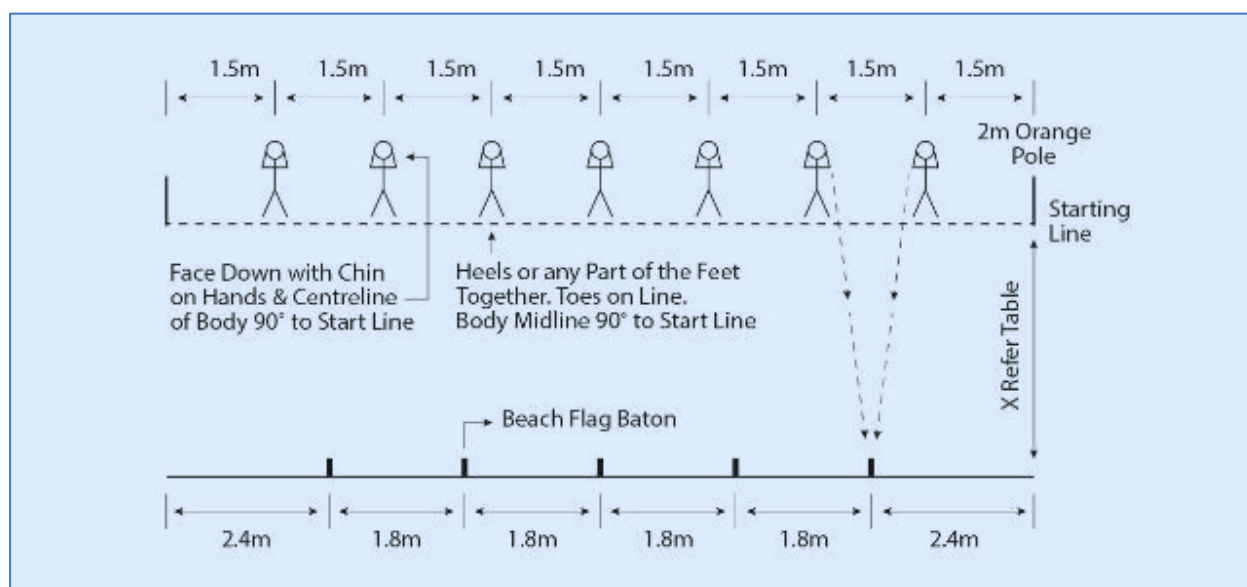 1.5m 1.5m 1.5m 1.5m 1.5m 1.5m 1.5m 1.5m
2m Orange
Pole
Starting
Line
Face Down with Chin
on Hands & Centreline
of Body 90° to Start Line
Heels or any Part of the Feet
Together. Toes on Line.
Body Midline 90° to Start Line
X Refer Table
Beach Flag Baton
2.4m 1.8m 1.8m 1.8m 1.8m 2.4m